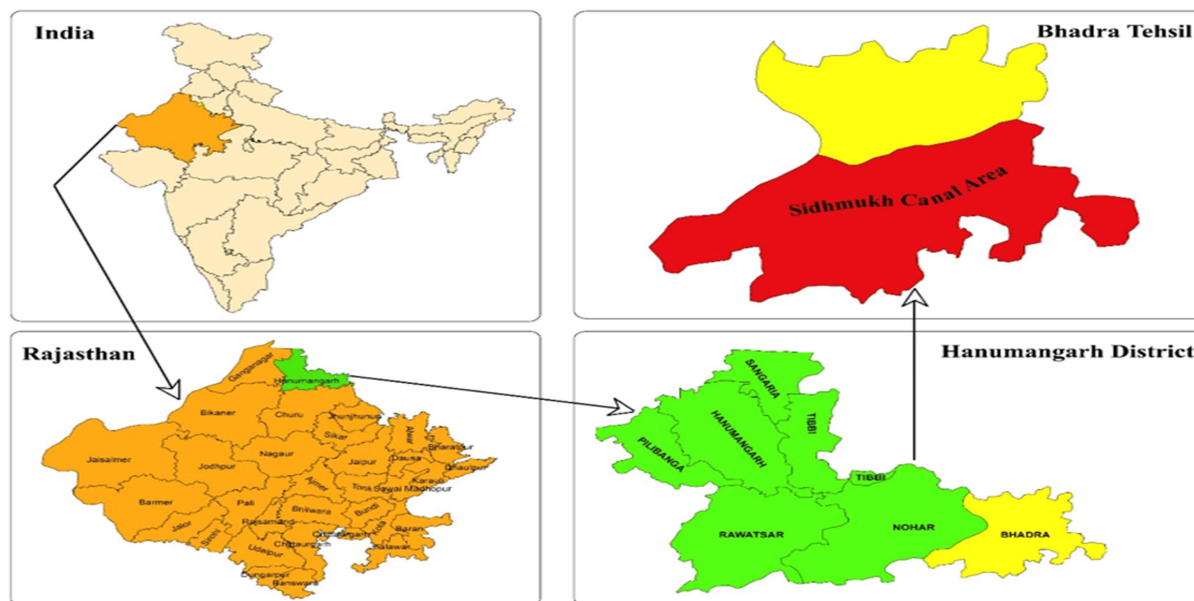 India
Bhadra Tehsil
Sidhmukh Canal Area
Rajasthan
Ganganagar
Hanumangarh
Bikaner
Churu
Jhunjhunun
Sikar
Alwar
Bharatpur
Jaisalmer
Jodhpur
Nagaur
Jaipur
Dausa
Dhaulpur
Karauli
Ajmer
Tonk
Sawai Madhopur
Barmer
Pali
Bhilwara
Bundi
Jalor
Sirohi
Rajsamand
Kota
Baran
Chittaurgarh
Chittaurgarh
Udaipur
Jhalawar
Dungarpur
Banswara
Hanumangarh District
SANGARIA
TIBBI
HANUMANGARH
PILIBANGA
TIBBI
RAWATSAR
NOHAR
BHADRA